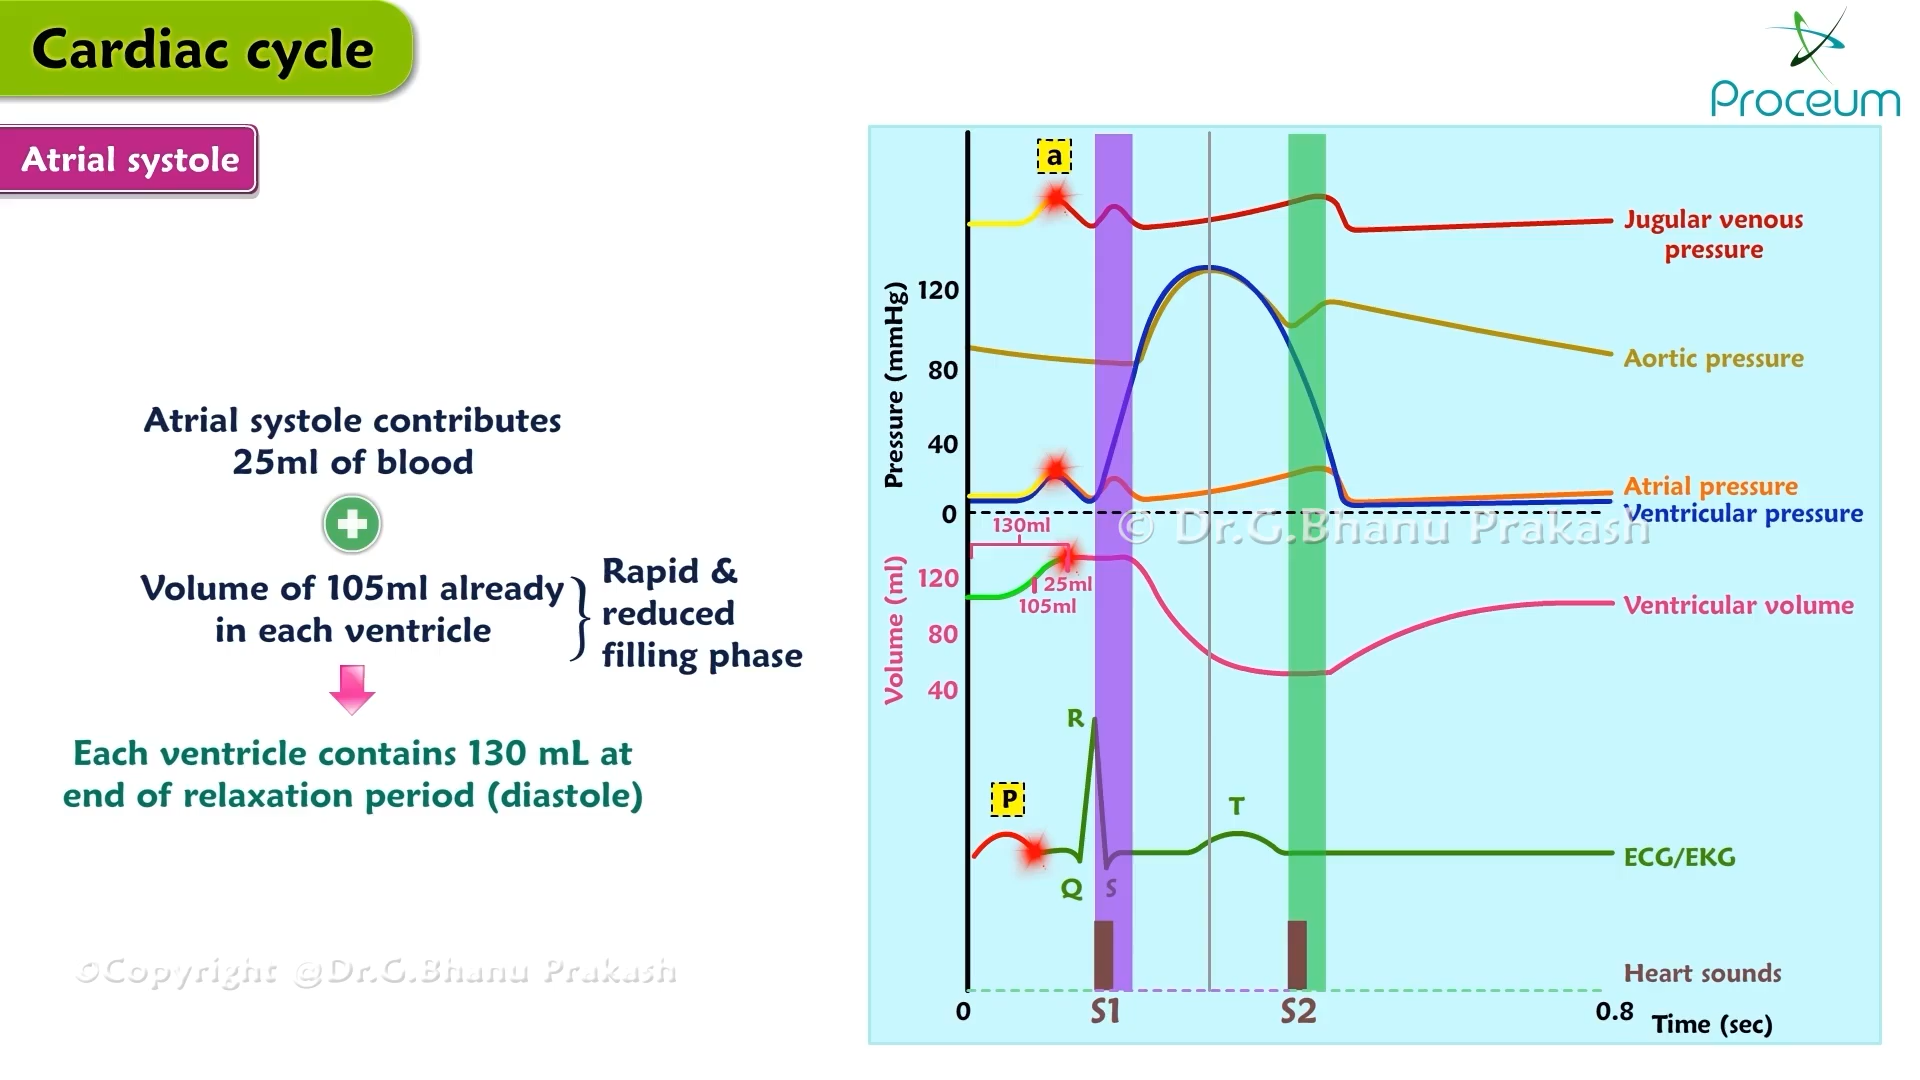 Cardiac cycle
Proceum
Atrial systole
Atrial systole contributes
25ml of blood
Volume of 105ml already
in each ventricle
Rapid &
reduced
filling phase
Each ventricle contains 130 mL at
end of relaxation period (diastole)
©Copyright @Dr.G.Bhanu Prakash
a
Jugular venous
pressure
Pressure (mmHg)
120
80
40
0
Aortic pressure
Atrial pressure
Ventricular pressure
© Dr.G.Bhanu Prakash
130ml
25ml
105ml
Volume (ml)
120
80
40
Ventricular volume
R
P
T
Q
S
ECG/EKG
Heart sounds
0
S1
S2
0.8
Time (sec)